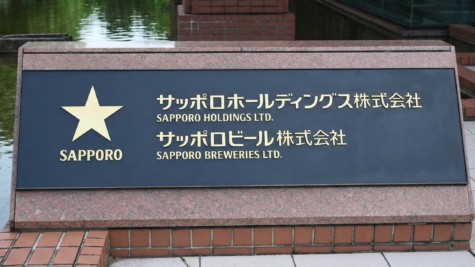 SAPPORO
サッポロホールディングス株式会社
SAPPORO HOLDINGS LTD.
サッポロビール株式会社
SAPPORO BREWERIES LTD.